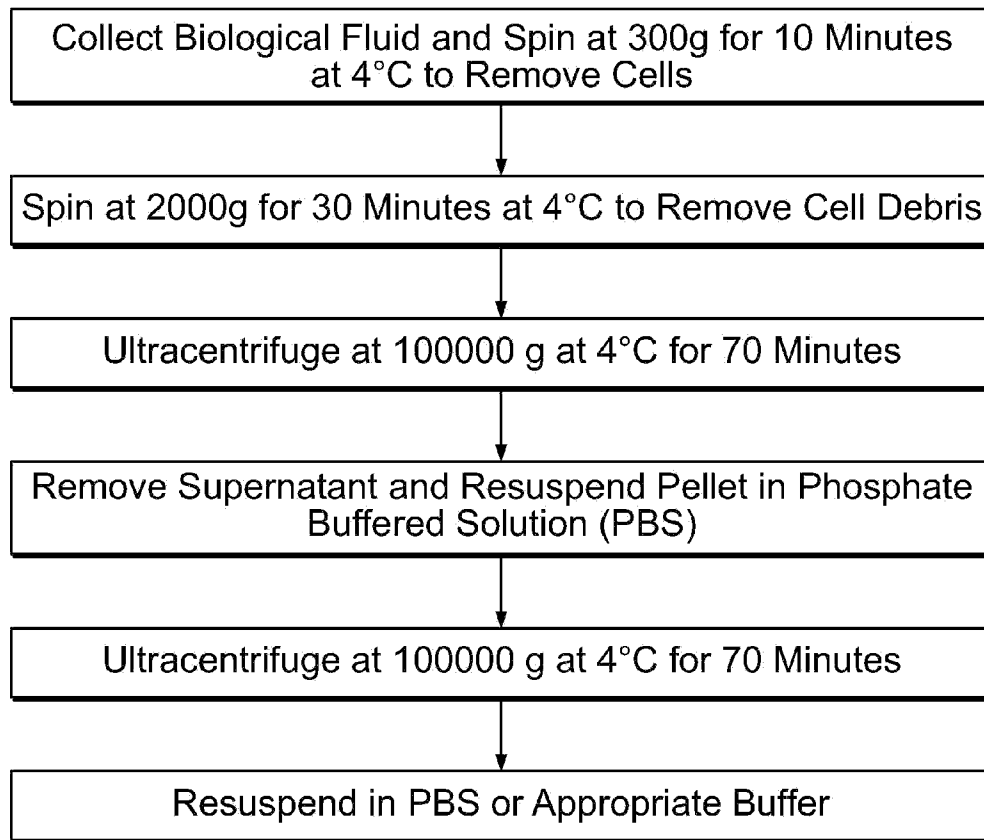 Collect Biological Fluid and Spin at 300g for 10 Minutes
at 4°C to Remove Cells
Spin at 2000g for 30 Minutes at 4°C to Remove Cell Debris
Ultracentrifuge at 100000 g at 4°C for 70 Minutes
Remove Supernatant and Resuspend Pellet in Phosphate
Buffered Solution (PBS)
Ultracentrifuge at 100000 g at 4°C for 70 Minutes
Resuspend in PBS or Appropriate Buffer